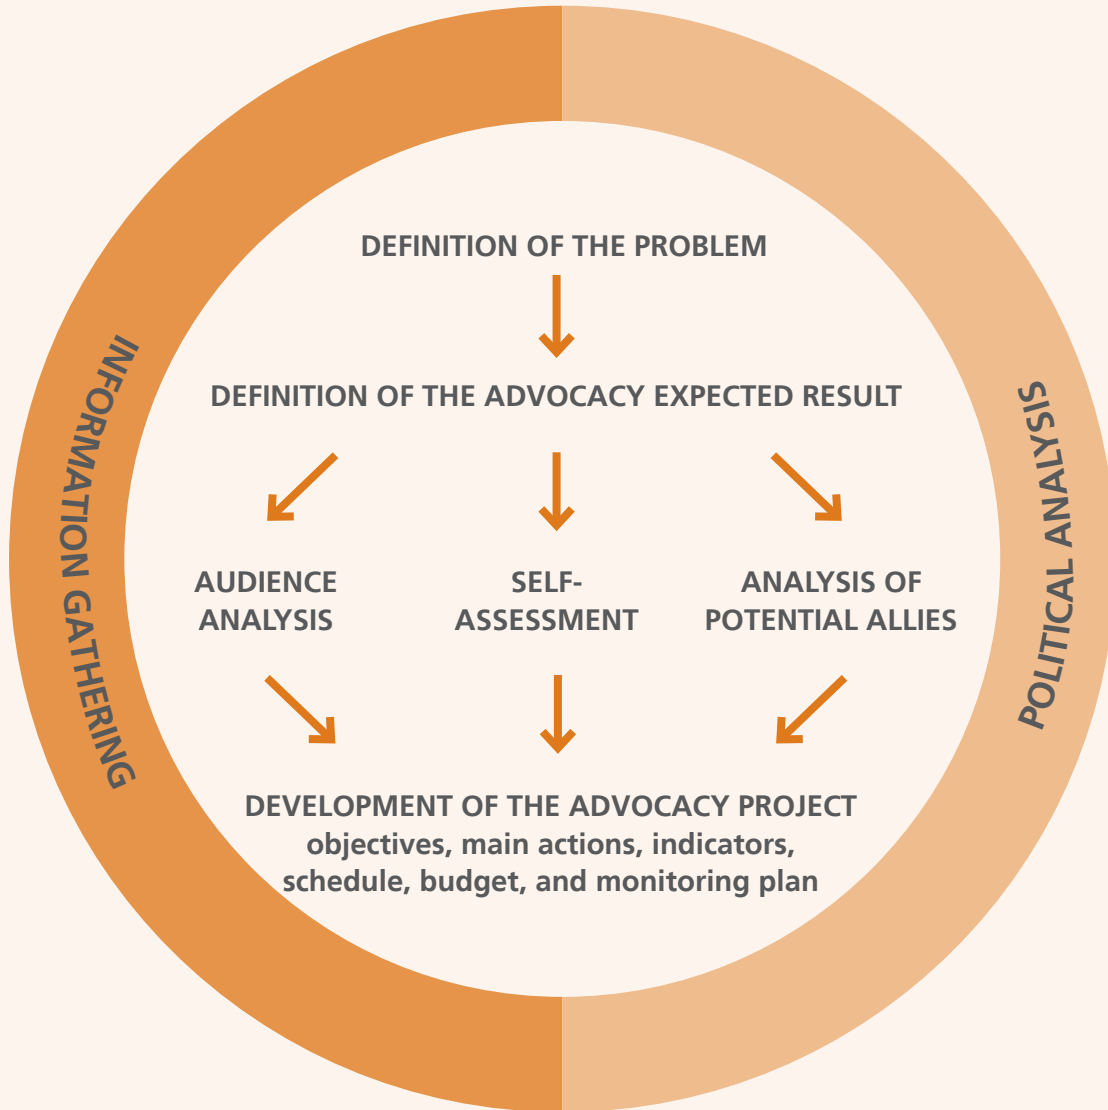 DEFINITION OF THE PROBLEM
DEFINITION OF THE ADVOCACY EXPECTED RESULT
INFORMATION GATHERING
POLITICAL ANALYSIS
AUDIENCE
ANALYSIS
SELF-
ASSESSMENT
ANALYSIS OF
POTENTIAL ALLIES
DEVELOPMENT OF THE ADVOCACY PROJECT
objectives, main actions, indicators,
schedule, budget, and monitoring plan